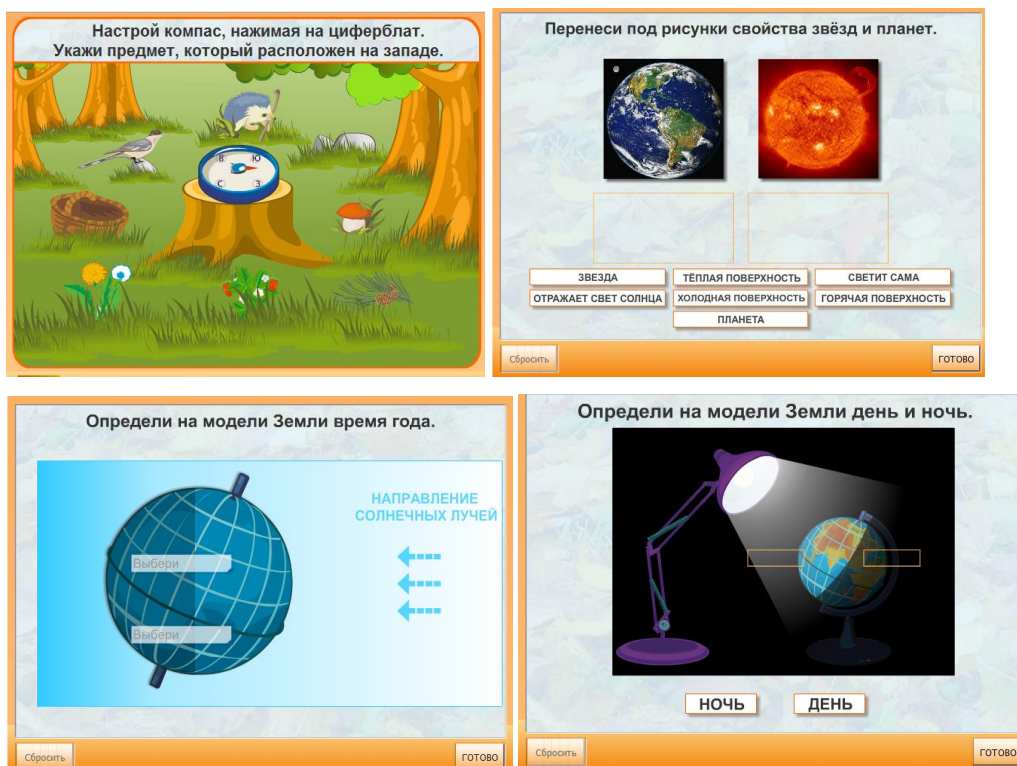 Настрой компас, нажимая на циферблат.
Укажи предмет, который расположен на западе.
В Ю
С З
Перенеси под рисунки свойства звёзд и планет.
ЗВЕЗДА ТЁПЛАЯ ПОВЕРХНОСТЬ СВЕТИТ САМА
ОТРАЖАЕТ СВЕТ СОЛНЦА ХОЛОДНАЯ ПОВЕРХНОСТЬ ГОРЯЧАЯ ПОВЕРХНОСТЬ
ПЛАНЕТА
Сбросить ГОТОВО
Определи на модели Земли время года.
НАПРАВЛЕНИЕ
СОЛНЕЧНЫХ ЛУЧЕЙ
Выбери
Выбери
Сбросить ГОТОВО
Определи на модели Земли день и ночь.
НОЧЬ ДЕНЬ
Сбросить ГОТОВО